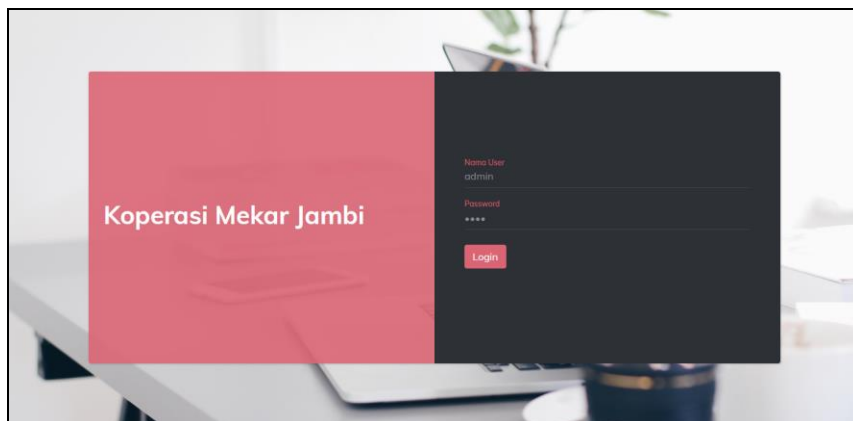 Koperasi Mekar Jambi
Nama User
admin
Password
••••
Login